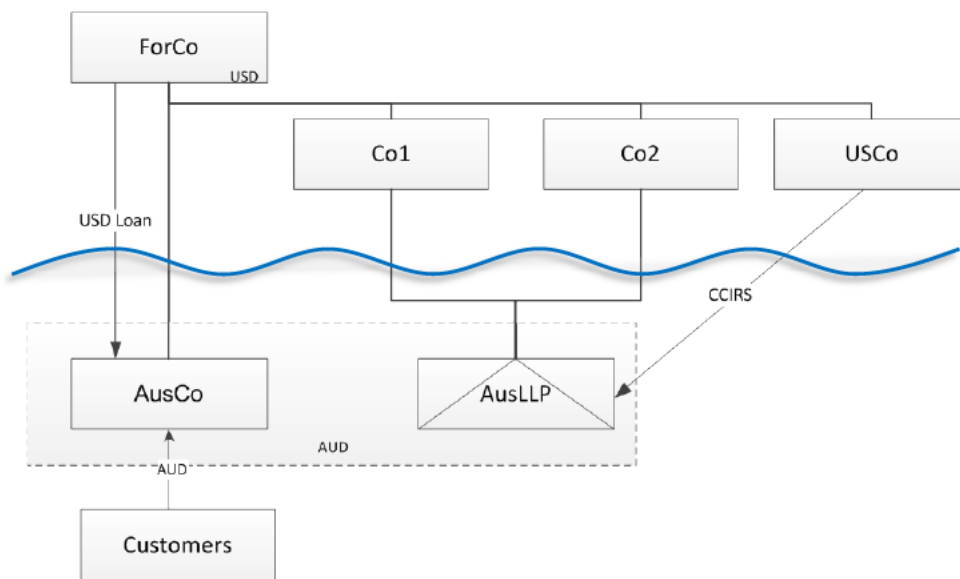 ForCo
USD
Co1
Co2
USCo
USD Loan
CCIRS
AusCo
AusLLP
AUD
AUD
Customers